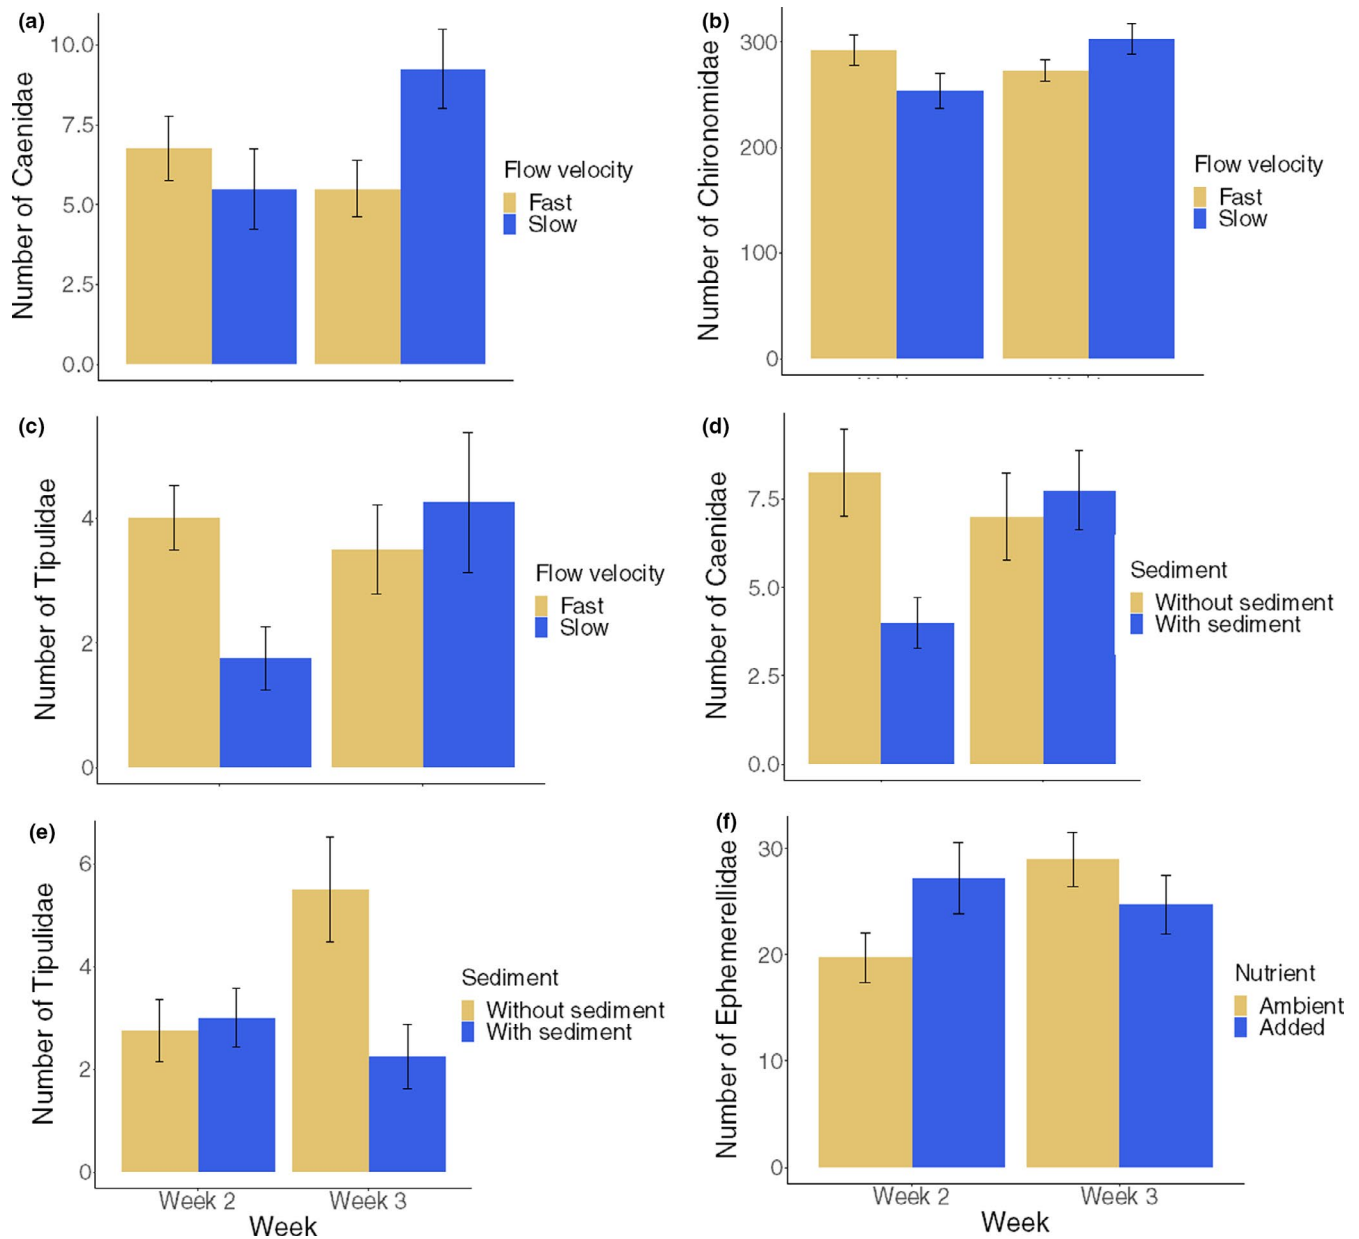 (a)
Number of Caenidae
10.0
7.5
5.0
2.5
0.0
Flow velocity
Fast
Slow
(b)
Number of Chironomidae
300
200
100
0
Flow velocity
Fast
Slow
(c)
Number of Tipulidae
4
2
0
Flow velocity
Fast
Slow
(d)
Number of Caenidae
7.5
5.0
2.5
0.0
Sediment
Without sediment
With sediment
(e)
Number of Tipulidae
6
4
2
0
Week 2
Week 3
Week
Sediment
Without sediment
With sediment
(f)
Number of Ephemerellidae
30
20
10
0
Week 2
Week 3
Week
Nutrient
Ambient
Added